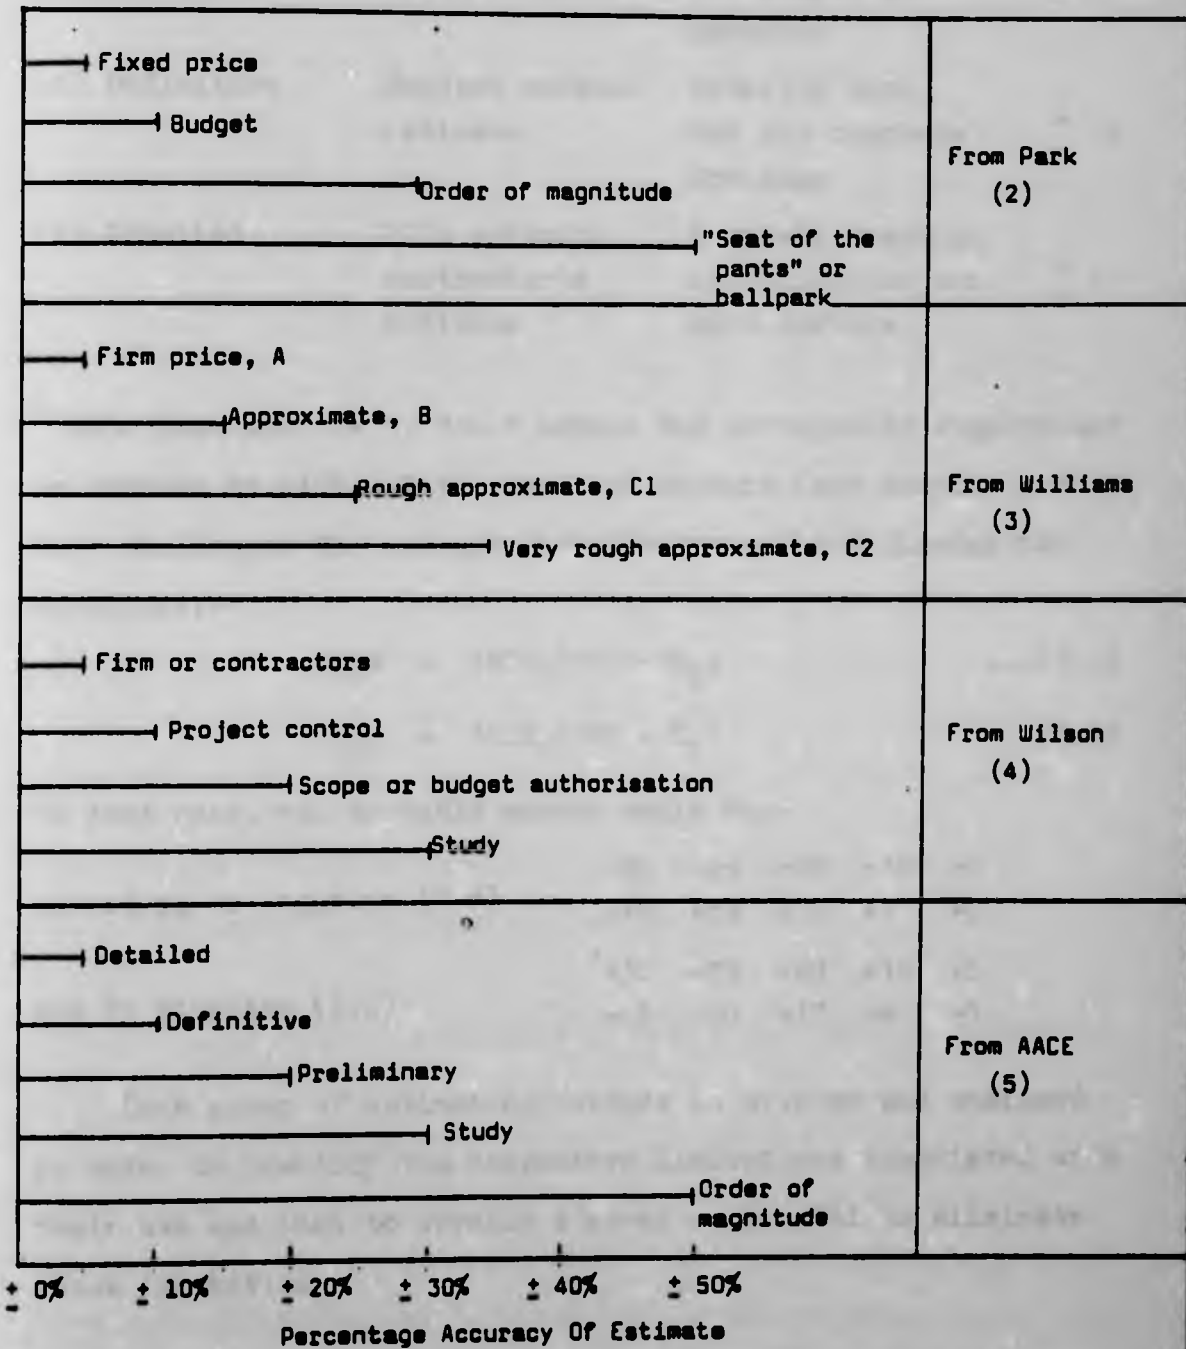 Fixed price
Budget
Order of magnitude
"Seat of the
pants" or
ballpark
From Park
(2)
Firm price, A
Approximate, B
Rough approximate, C1
Very rough approximate, C2
From Williams
(3)
Firm or contractors
Project control
Scope or budget authorisation
Study
From Wilson
(4)
Detailed
Definitive
Preliminary
Study
Order of
magnitude
From AACE
(5)
± 0% ± 10% ± 20% ± 30% ± 40% ± 50%
Percentage Accuracy Of Estimate